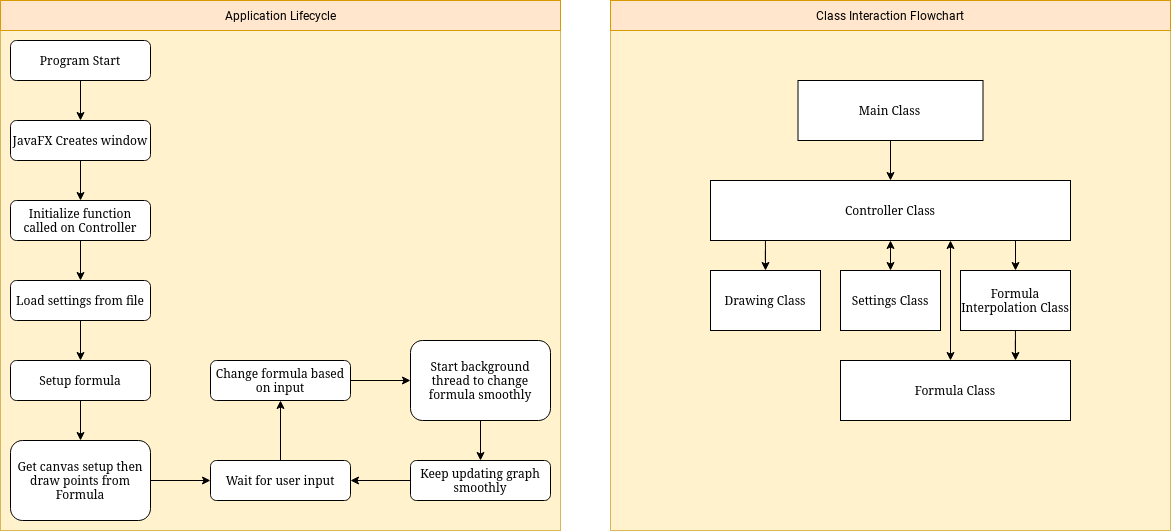 Application Lifecycle
Program Start
JavaFX Creates window
Initialize function
called on Controller
Load settings from file
Setup formula
Get canvas setup then
draw points from
Formula
Wait for user input
Change formula based
on input
Start background
thread to change
formula smoothly
Keep updating graph
smoothly
Class Interaction Flowchart
Main Class
Controller Class
Drawing Class
Settings Class
Formula
Interpolation Class
Formula Class